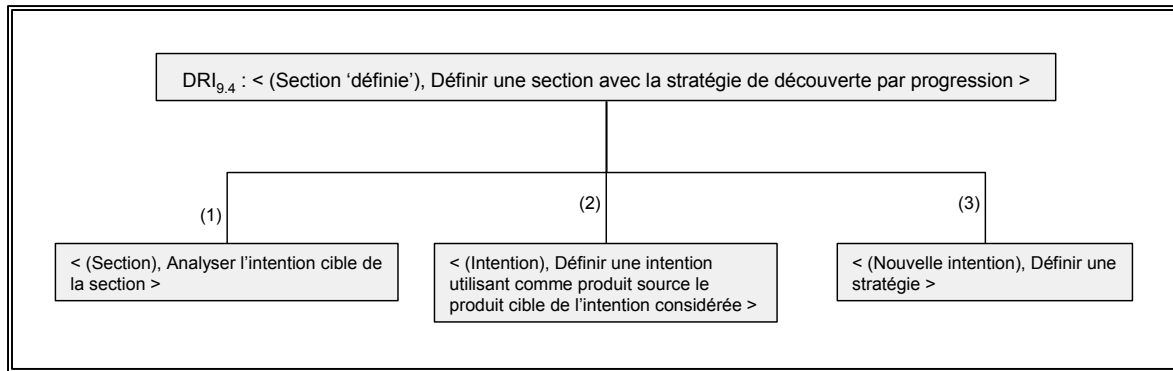 DRI9.4 : < (Section ‘définie’), Définir une section avec la stratégie de découverte par progression >
(1)
(2)
(3)
< (Section), Analyser l’intention cible de
la section >
< (Intention), Définir une intention
utilisant comme produit source le
produit cible de l’intention considérée >
< (Nouvelle intention), Définir une
stratégie >